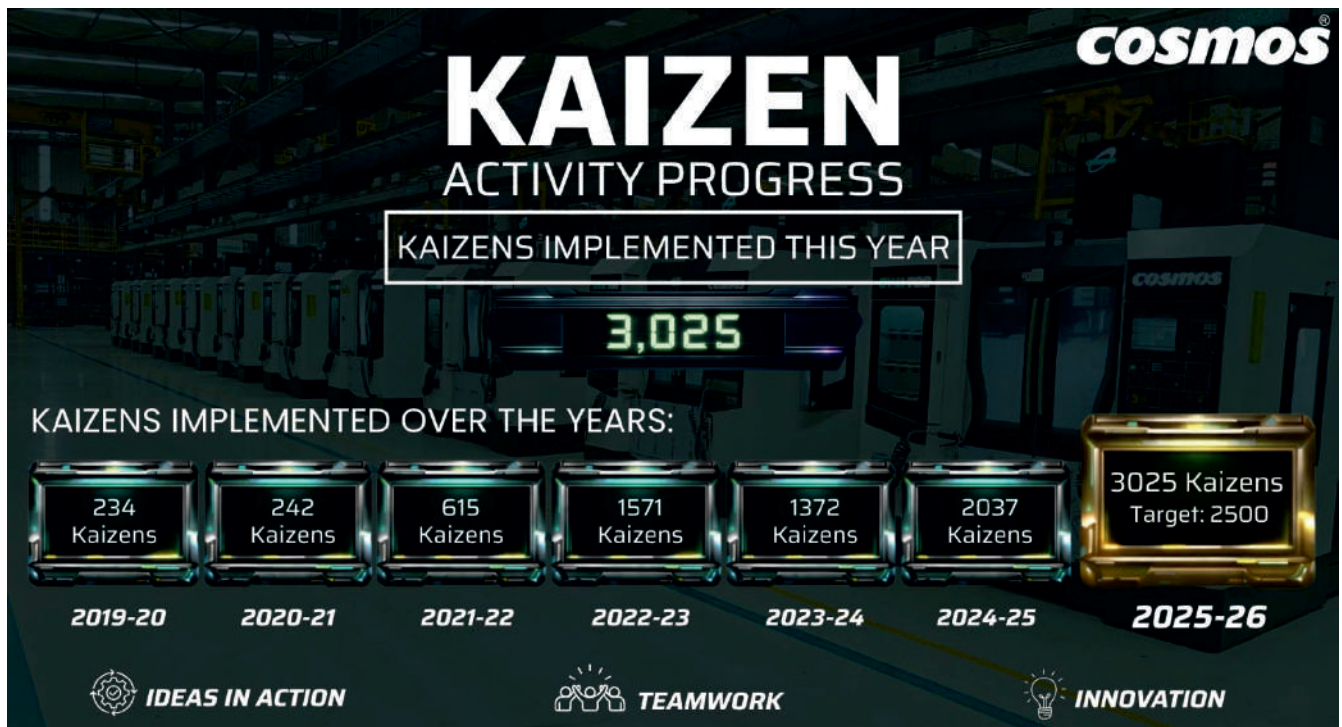 cosmos®
KAIZEN
ACTIVITY PROGRESS
KAIZENS IMPLEMENTED THIS YEAR
3,025
cosmos
KAIZENS IMPLEMENTED OVER THE YEARS:
234
Kaizens
242
Kaizens
615
Kaizens
1571
Kaizens
1372
Kaizens
2037
Kaizens
3025 Kaizens
Target: 2500
2019-20
2020-21
2021-22
2022-23
2023-24
2024-25
2025-26
IDEAS IN ACTION
TEAMWORK
INNOVATION